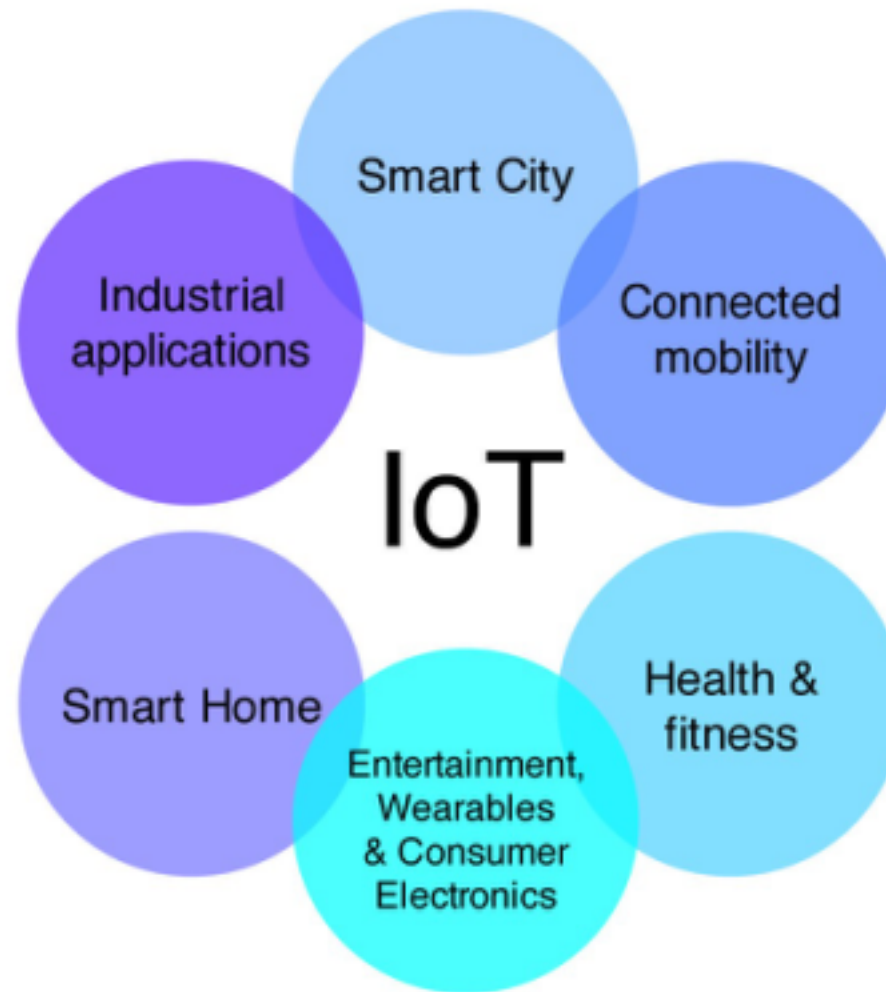 Smart City
Industrial
applications
Connected
mobility
IoT
Smart Home
Health &
fitness
Entertainment,
Wearables
& Consumer
Electronics